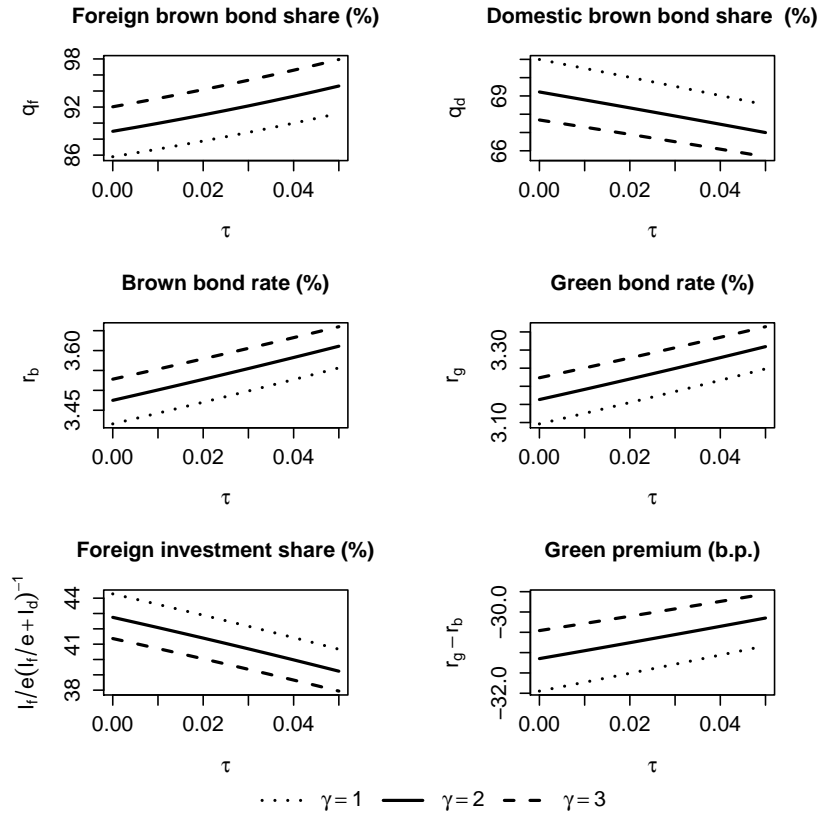 Foreign brown bond share (%)
q_f
86 92 98
0.00 0.02 0.04
τ
Domestic brown bond share (%)
q_d
66 69
0.00 0.02 0.04
τ
Brown bond rate (%)
r_b
3.45 3.60
0.00 0.02 0.04
τ
Green bond rate (%)
r_g
3.10 3.30
0.00 0.02 0.04
τ
Foreign investment share (%)
I_f/e(I_f/e+I_d)^−1
38 41 44
0.00 0.02 0.04
τ
Green premium (b.p.)
r_g−r_b
−32.0 −30.0
0.00 0.02 0.04
τ
γ=1 γ=2 γ=3